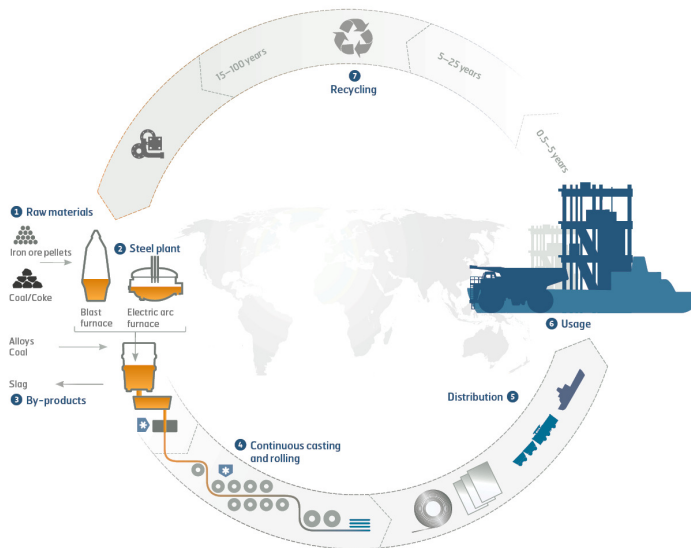 15–100 years
5–25 years
7
Recycling
0.5–5 years
1 Raw materials
Iron ore pellets
Coal/Coke
2 Steel plant
Blast
furnace
Electric arc
furnace
Alloys
Coal
Slag
3 By-products
4 Continuous casting
and rolling
Distribution 5
6 Usage